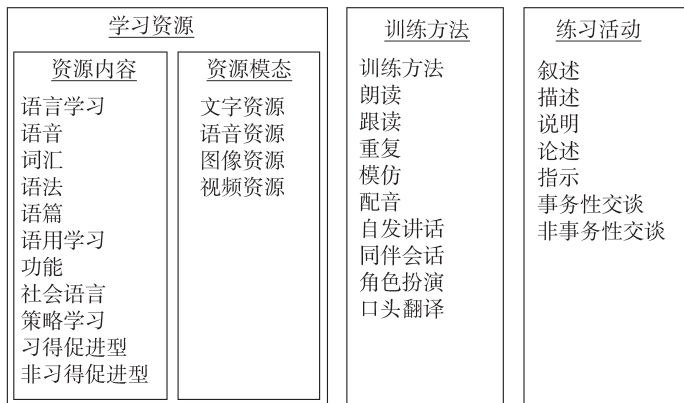 学习资源
资源内容
语言学习
语音
词汇
语法
语篇
语用学习
功能
社会语言
策略学习
习得促进型
非习得促进型
资源模态
文字资源
语音资源
图像资源
视频资源
训练方法
训练方法
朗读
跟读
重复
模仿
配音
自发讲话
同伴会话
角色扮演
口头翻译
练习活动
叙述
描述
说明
论述
指示
事务性交谈
非事务性交谈